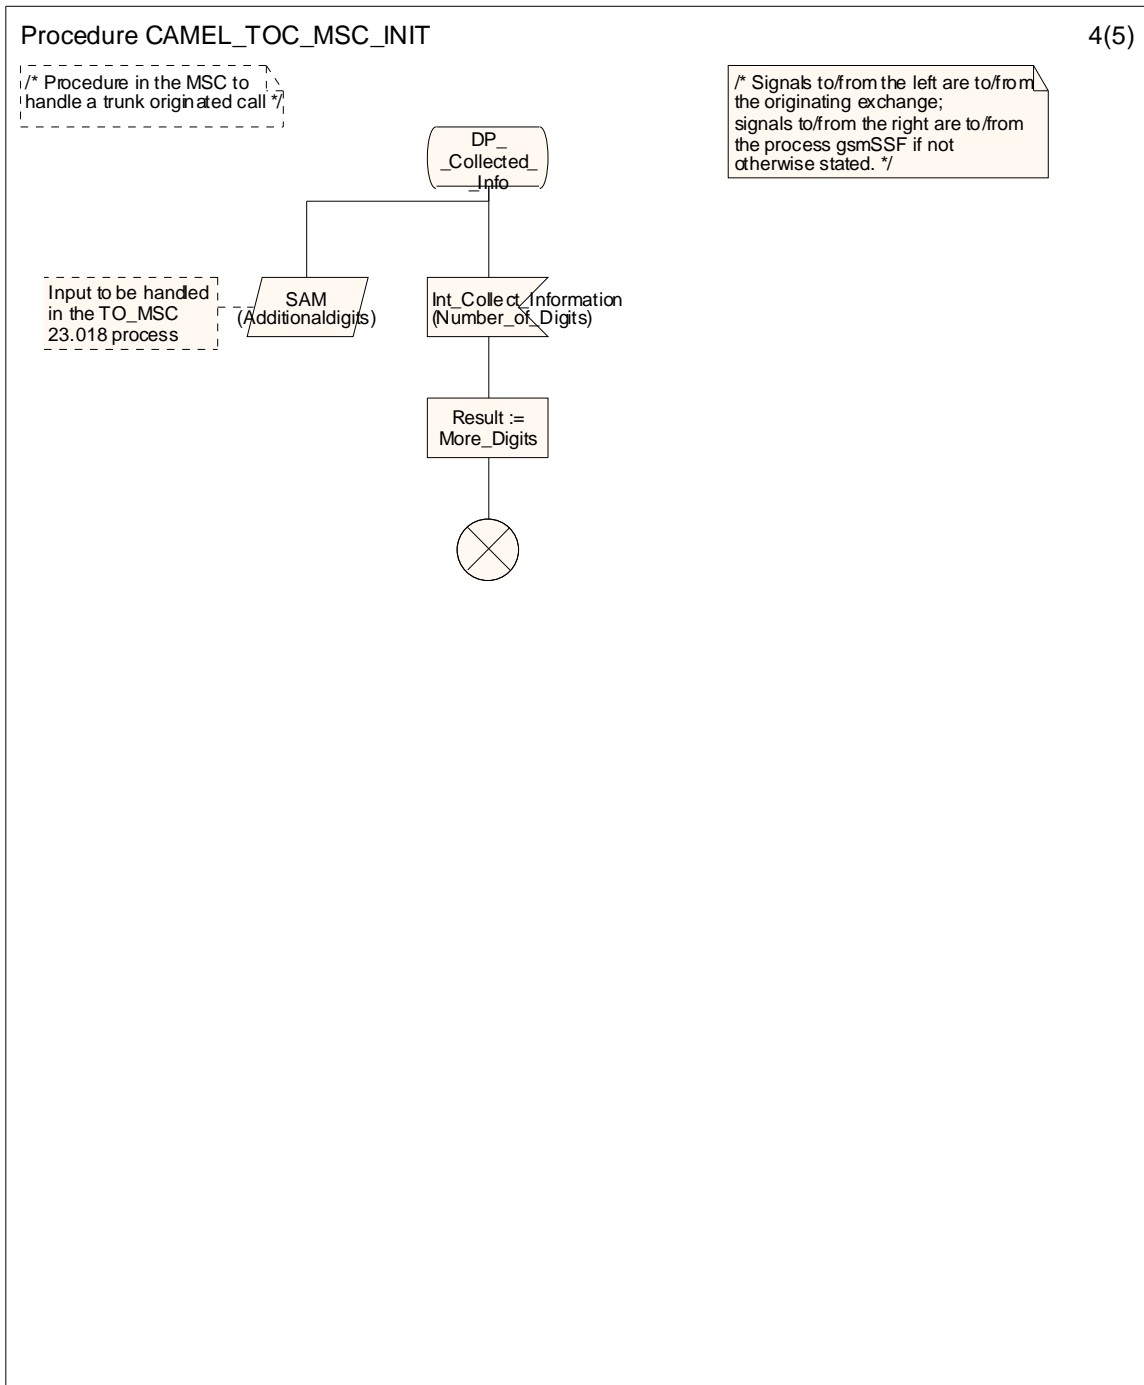 Procedure CAMEL_TOC_MSC_INIT
4(5)
/* Procedure in the MSC to
handle a trunk originated call */
/* Signals to/from the left are to/from
the originating exchange;
signals to/from the right are to/from
the process gsmSSF if not
otherwise stated. */
DP_
_Collected_
_Info
Input to be handled
in the TO_MSC
23.018 process
SAM
(Additionaldigits)
Int_Collect_Information
(Number_of_Digits)
Result :=
More_Digits